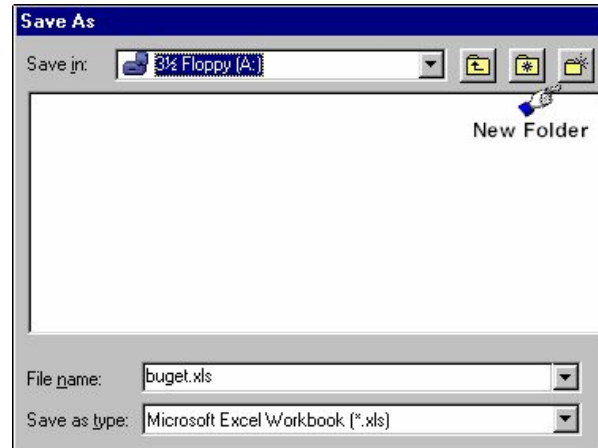 Save As
Save in: 3½ Floppy (A:)
New Folder
File name: buget.xls
Save as type: Microsoft Excel Workbook (*.xls)